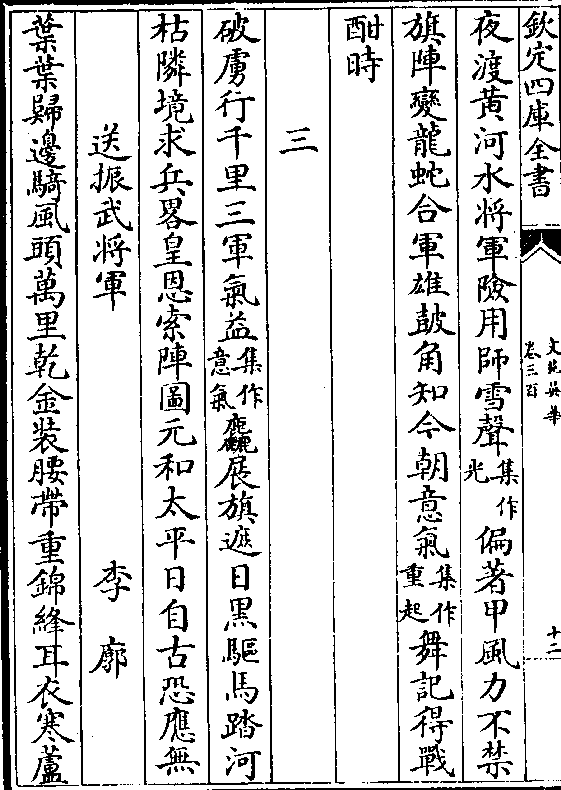 欽定四庫全書
文苑英華
卷三百
十二
夜渡黄河水将軍險用師雪聲集作光偏著甲風力不禁
旗陣變龍蛇合軍雄鼓角知今朝意氣集作重起舞記得戰
酣時
三
破虜行千里三軍氣益集作意氣麤展旗遮日黒驅馬踏河
枯隣境求兵畧皇恩索陣圖元和太平日自古恐應無
送振武将軍 李廓
葉葉歸邊騎風頭萬里乾金装腰帶重錦縫耳衣寒蘆